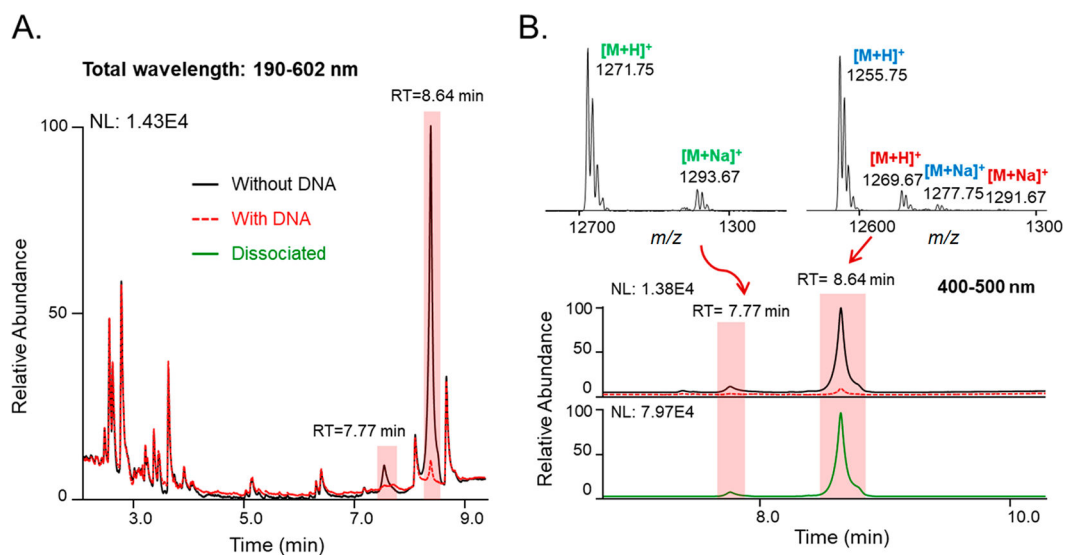 A.
Total wavelength: 190-602 nm
RT=8.64 min
100
NL: 1.43E4
Without DNA
With DNA
Dissociated
50
RT=7.77 min
0
3.0
5.0
7.0
9.0
Relative Abundance
Time (min)
B.
[M+H]+
1271.75
[M+Na]+
1293.67
12700
1300
m/z
[M+H]+
1255.75
[M+H]+
1269.67
[M+Na]+
1277.75
[M+Na]+
1291.67
12600
1300
m/z
RT= 8.64 min
400-500 nm
NL: 1.38E4
RT= 7.77 min
100
50
0
NL: 7.97E4
100
50
0
8.0
10.0
Relative Abundance
Time (min)